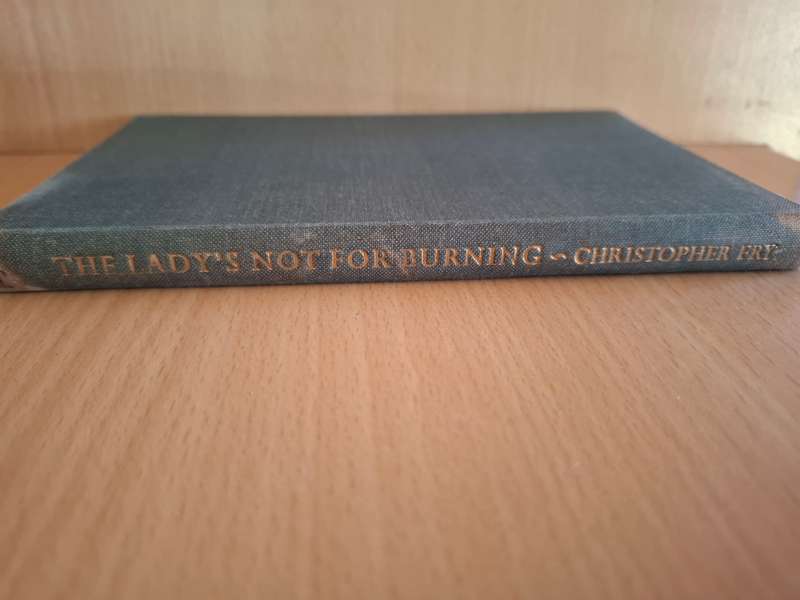 THE LADY'S NOT FOR BURNING ~ CHRISTOPHER FRY